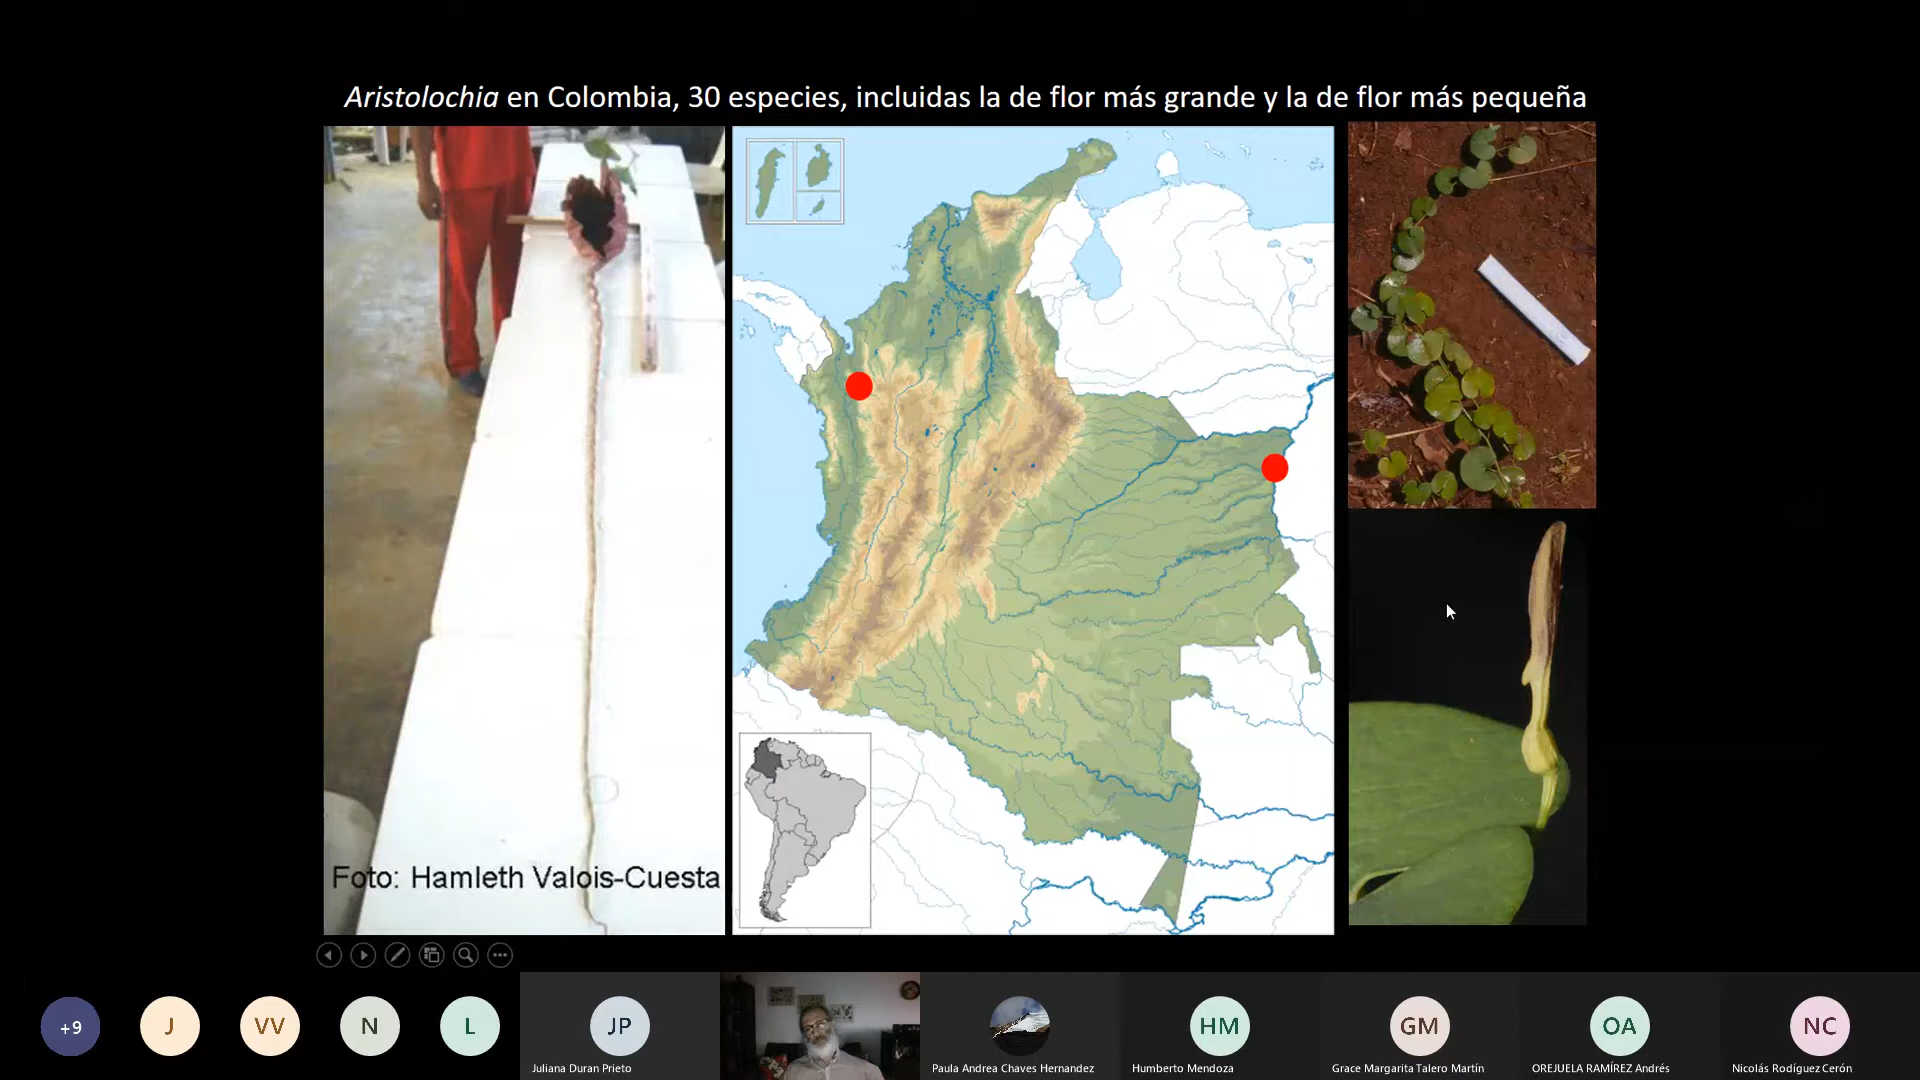 Aristolochia en Colombia, 30 especies, incluidas la de flor más grande y la de flor más pequeña
Foto: Hamleth Valois-Cuesta
+9
J
VV
N
L
JP
HM
GM
OA
NC
Juliana Duran Prieto
Paula Andrea Chaves Hernandez
Humberto Mendoza
Grace Margarita Talero Martín
OREJUELA RAMÍREZ Andrés
Nicolás Rodíguez Cerón